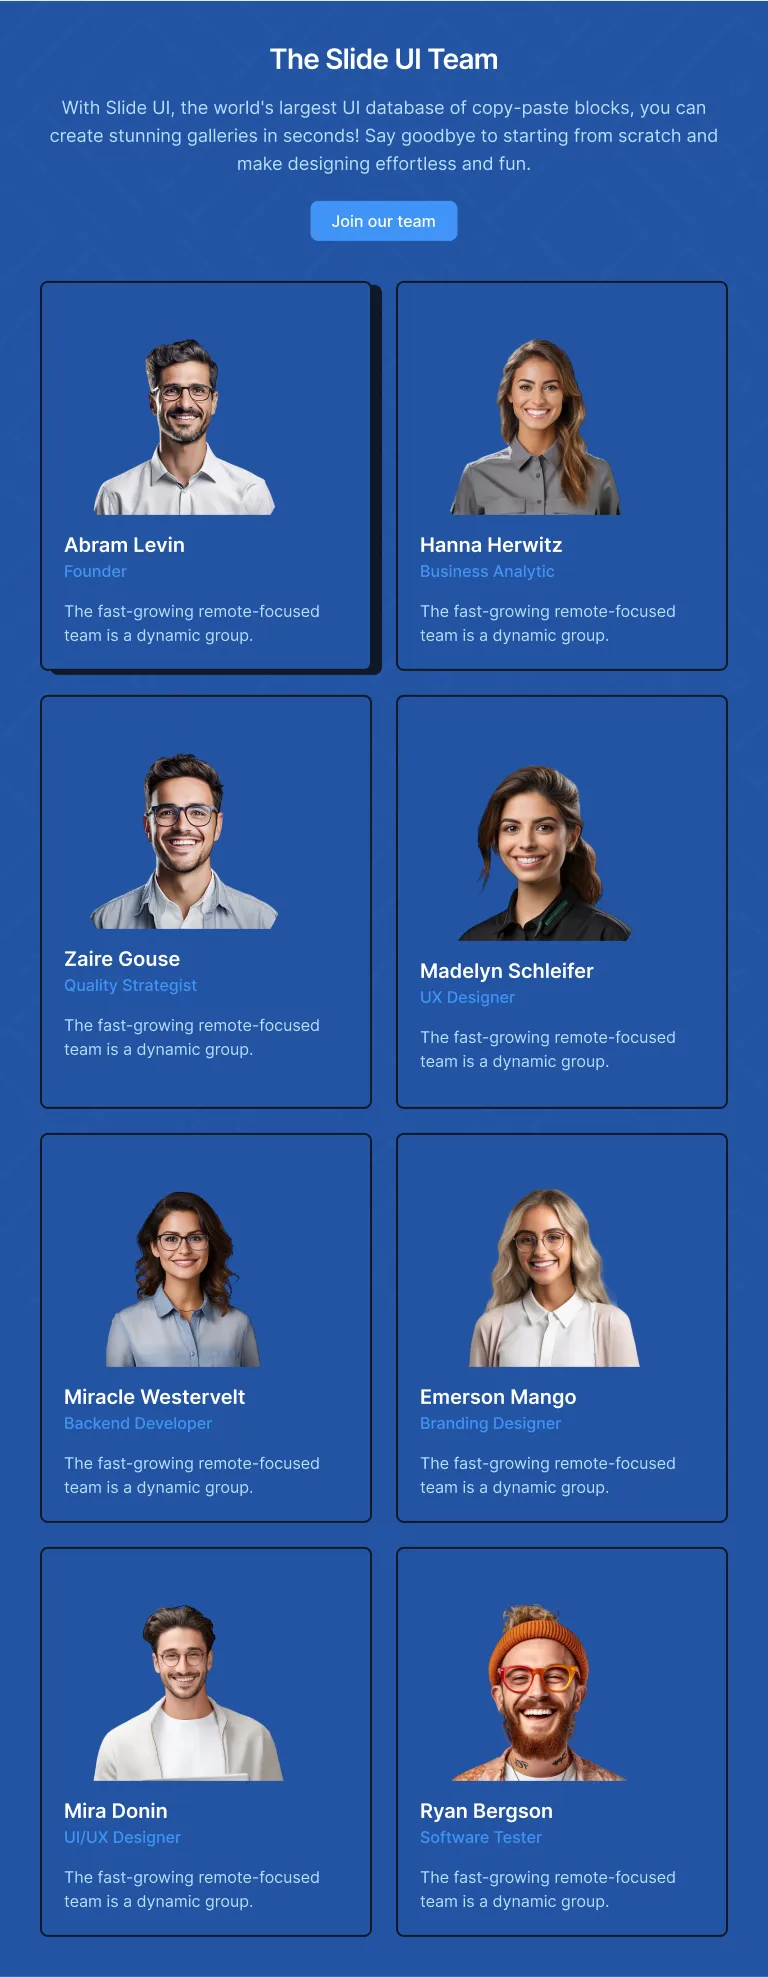 The Slide UI Team
With Slide UI, the world's largest UI database of copy-paste blocks, you can
create stunning galleries in seconds! Say goodbye to starting from scratch and
make designing effortless and fun.
Join our team
Abram Levin
Founder
The fast-growing remote-focused
team is a dynamic group.
Hanna Herwitz
Business Analytic
The fast-growing remote-focused
team is a dynamic group.
Zaire Gouse
Quality Strategist
The fast-growing remote-focused
team is a dynamic group.
Madelyn Schleifer
UX Designer
The fast-growing remote-focused
team is a dynamic group.
Miracle Westervelt
Backend Developer
The fast-growing remote-focused
team is a dynamic group.
Emerson Mango
Branding Designer
The fast-growing remote-focused
team is a dynamic group.
Mira Donin
UI/UX Designer
The fast-growing remote-focused
team is a dynamic group.
Ryan Bergson
Software Tester
The fast-growing remote-focused
team is a dynamic group.